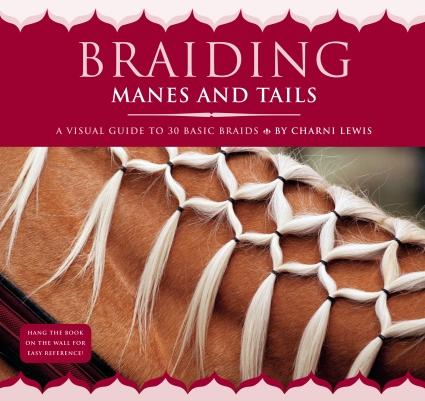 BRAIDING
MANES AND TAILS
A VISUAL GUIDE TO 30 BASIC BRAIDS ❖ BY CHARNI LEWIS
HANG THE BOOK
ON THE WALL FOR
EASY REFERENCE!